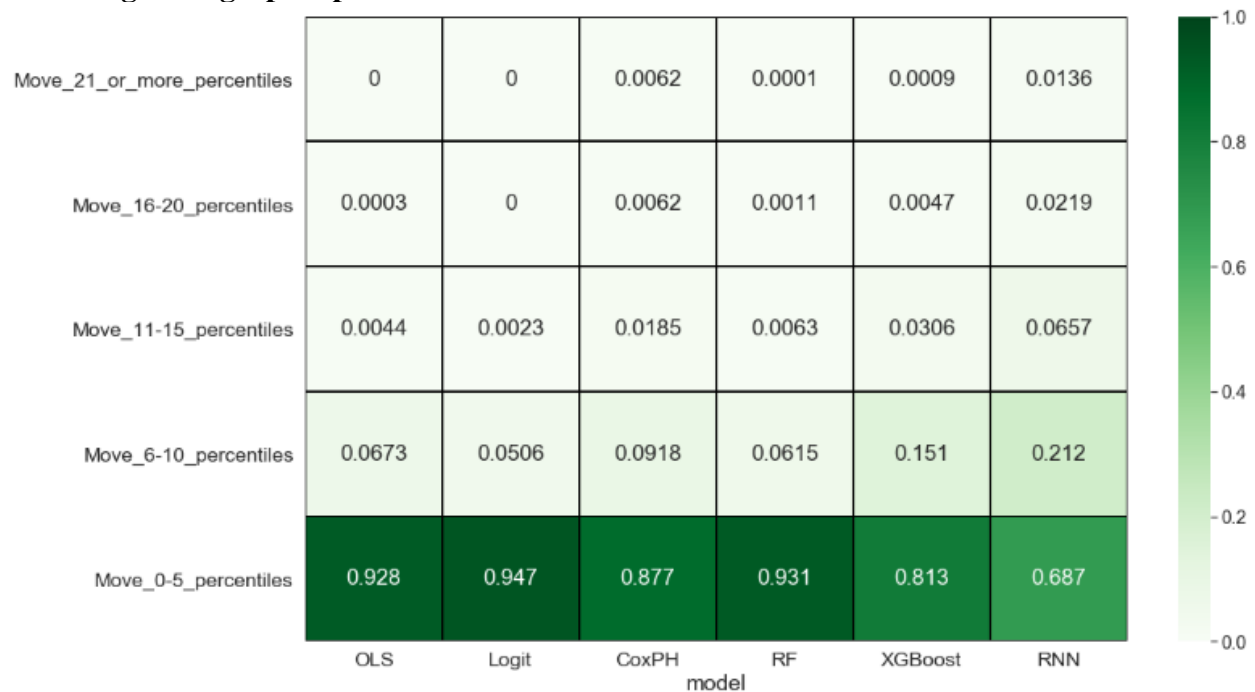 1.0
Move_21_or_more_percentiles 0 0 0.0062 0.0001 0.0009 0.0136
0.8
Move_16-20_percentiles 0.0003 0 0.0062 0.0011 0.0047 0.0219
0.6
Move_11-15_percentiles 0.0044 0.0023 0.0185 0.0063 0.0306 0.0657
0.4
Move_6-10_percentiles 0.0673 0.0506 0.0918 0.0615 0.151 0.212
0.2
Move_0-5_percentiles 0.928 0.947 0.877 0.931 0.813 0.687
0.0
OLS Logit CoxPH RF XGBoost RNN
model